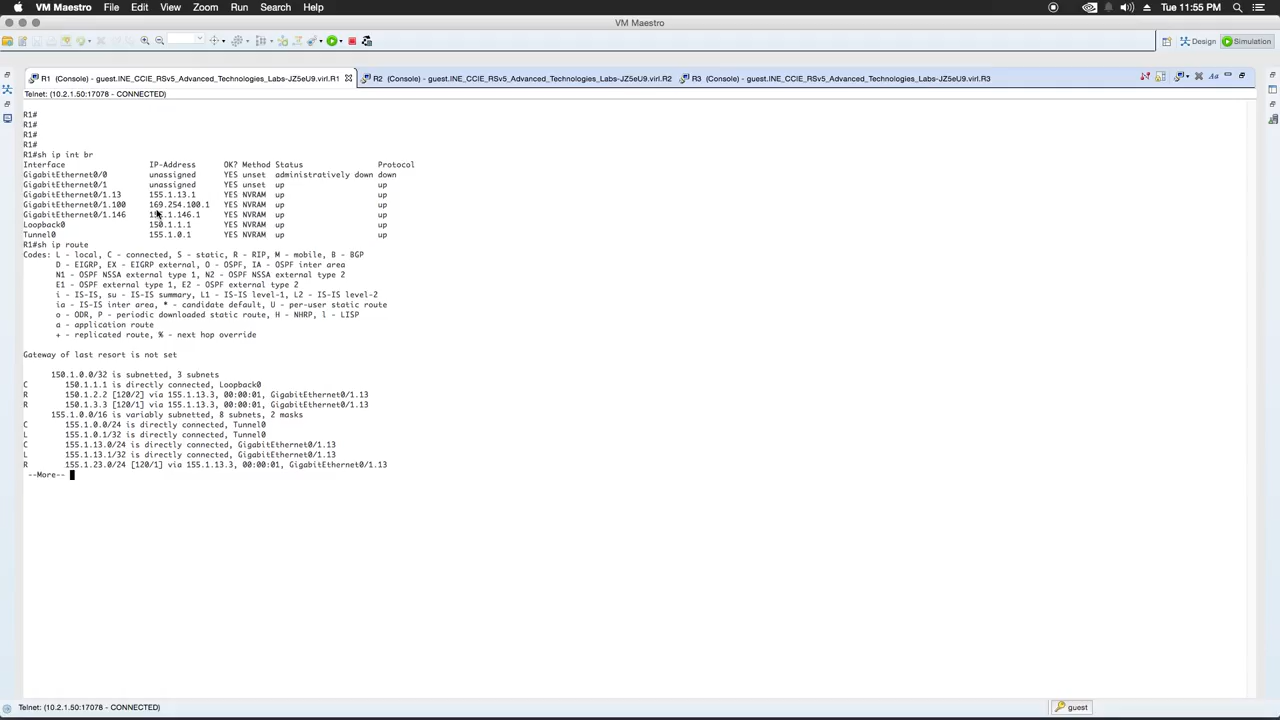 VM Maestro File Edit View Zoom Run Search Help Tue 11:55 PM
VM Maestro
Design Simulation
R1 (Console) - guest.INE_CCIE_RSv5_Advanced_Technologies_Labs-JZ5eU9.virl.R1 R2 (Console) - guest.INE_CCIE_RSv5_Advanced_Technologies_Labs-JZ5eU9.virl.R2 R3 (Console) - guest.INE_CCIE_RSv5_Advanced_Technologies_Labs-JZ5eU9.virl.R3
Telnet: (10.2.1.50:17078 - CONNECTED)
R1#
R1#
R1#
R1#
R1#sh ip int br
Interface IP-Address OK? Method Status Protocol
GigabitEthernet0/0 unassigned YES unset administratively down down
GigabitEthernet0/1 unassigned YES unset up up
GigabitEthernet0/1.13 155.1.13.1 YES NVRAM up up
GigabitEthernet0/1.100 169.254.100.1 YES NVRAM up up
GigabitEthernet0/1.146 155.1.146.1 YES NVRAM up up
Loopback0 150.1.1.1 YES NVRAM up up
Tunnel0 155.1.0.1 YES NVRAM up up
R1#sh ip route
Codes: L - local, C - connected, S - static, R - RIP, M - mobile, B - BGP
D - EIGRP, EX - EIGRP external, O - OSPF, IA - OSPF inter area
N1 - OSPF NSSA external type 1, N2 - OSPF NSSA external type 2
E1 - OSPF external type 1, E2 - OSPF external type 2
i - IS-IS, su - IS-IS summary, L1 - IS-IS level-1, L2 - IS-IS level-2
ia - IS-IS inter area, * - candidate default, U - per-user static route
o - ODR, P - periodic downloaded static route, H - NHRP, l - LISP
a - application route
+ - replicated route, % - next hop override
Gateway of last resort is not set
150.1.0.0/32 is subnetted, 3 subnets
C 150.1.1.1 is directly connected, Loopback0
R 150.1.2.2 [120/2] via 155.1.13.3, 00:00:01, GigabitEthernet0/1.13
R 150.1.3.3 [120/1] via 155.1.13.3, 00:00:01, GigabitEthernet0/1.13
155.1.0.0/16 is variably subnetted, 8 subnets, 2 masks
C 155.1.0.0/24 is directly connected, Tunnel0
L 155.1.0.1/32 is directly connected, Tunnel0
C 155.1.13.0/24 is directly connected, GigabitEthernet0/1.13
L 155.1.13.1/32 is directly connected, GigabitEthernet0/1.13
R 155.1.23.0/24 [120/1] via 155.1.13.3, 00:00:01, GigabitEthernet0/1.13
--More--
Telnet: (10.2.1.50:17078 - CONNECTED) guest